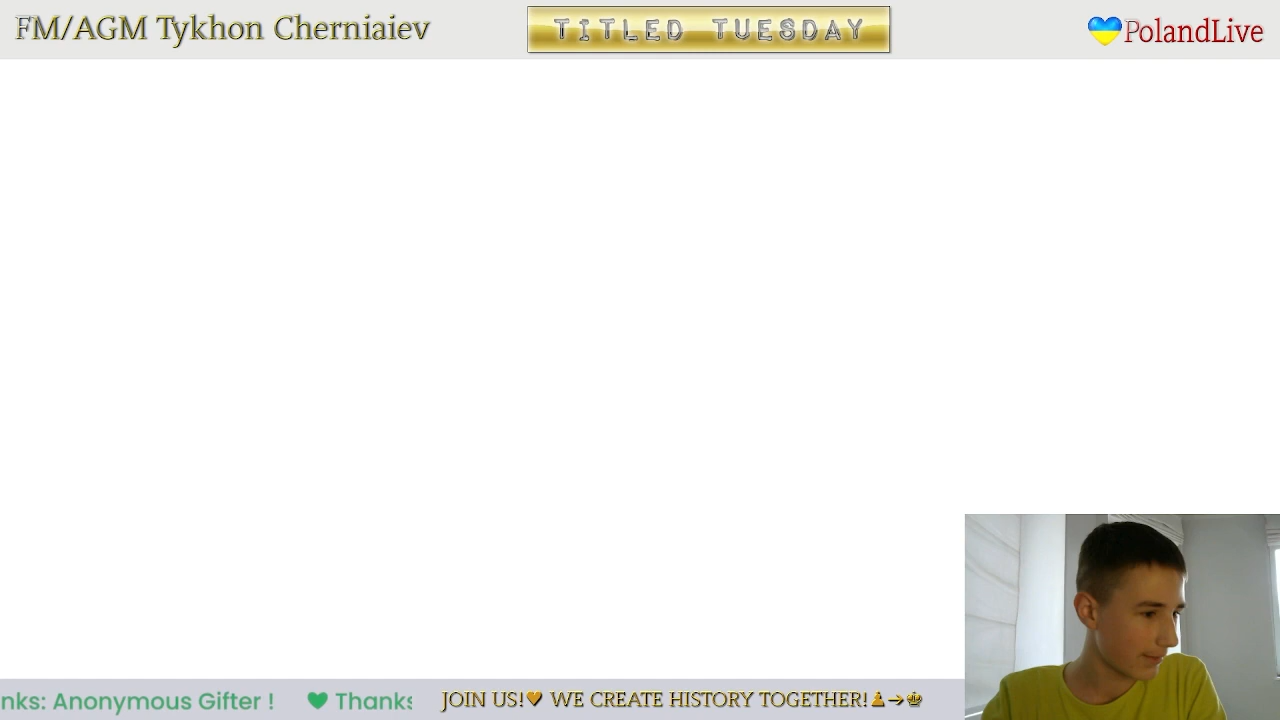 FM/AGM Tykhon Cherniaiev
TITLED TUESDAY
💙PolandLive
nks: Anonymous Gifter ! 💚 Thanks
JOIN US!🧡 WE CREATE HISTORY TOGETHER!♟→♚